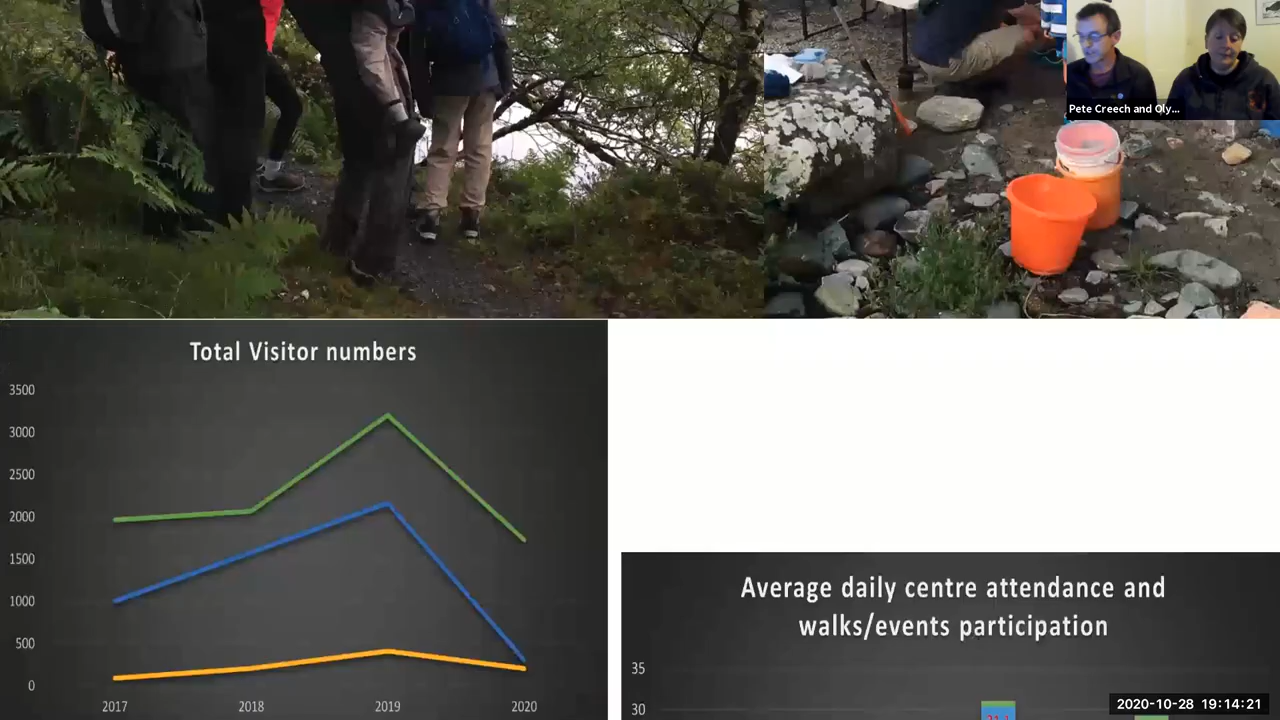 Pete Creech and Oly...
Total Visitor numbers
3500
3000
2500
2000
1500
1000
500
0
2017 2018 2019 2020
Average daily centre attendance and
walks/events participation
35
30
2020-10-28 19:14:21